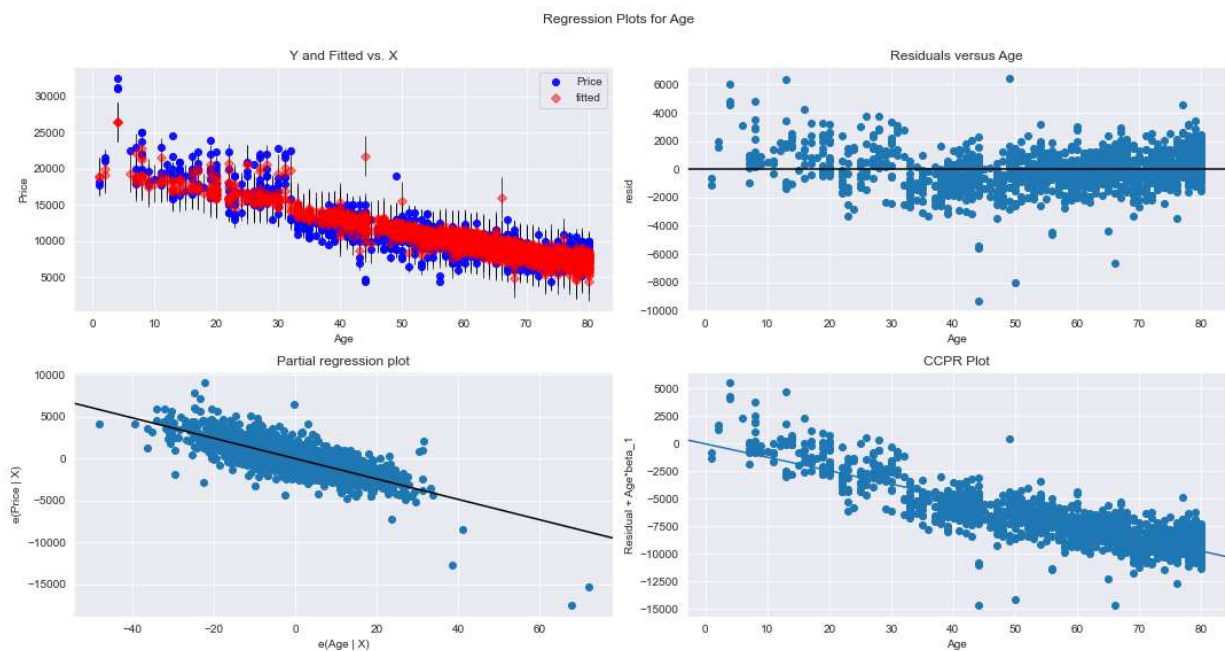 Regression Plots for Age
Y and Fitted vs. X
Price
fitted
30000
25000
20000
15000
10000
5000
Price
0 10 20 30 40 50 60 70 80
Age
Residuals versus Age
6000
4000
2000
0
−2000
−4000
−6000
−8000
−10000
resid
0 10 20 30 40 50 60 70 80
Age
Partial regression plot
10000
5000
0
−5000
−10000
−15000
e(Price | X)
−40 −20 0 20 40 60
e(Age | X)
CCPR Plot
5000
2500
0
−2500
−5000
−7500
−10000
−12500
−15000
Residual + Age*beta_1
0 10 20 30 40 50 60 70 80
Age